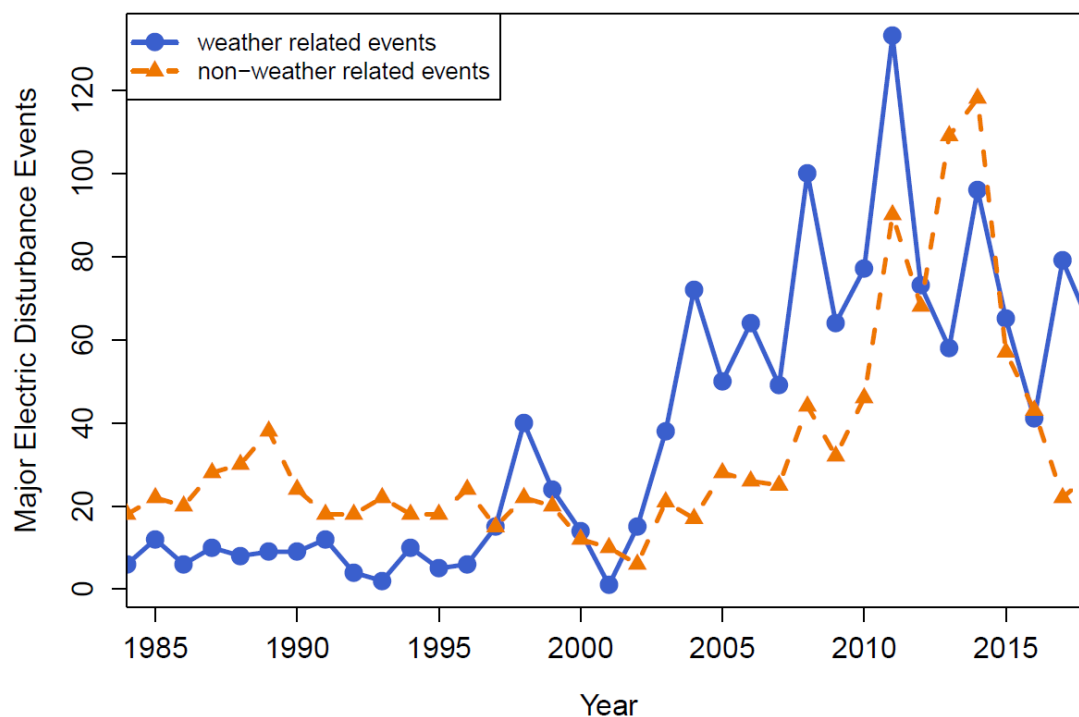 weather related events
non−weather related events
Major Electric Disturbance Events
120
100
80
60
40
20
0
1985 1990 1995 2000 2005 2010 2015
Year